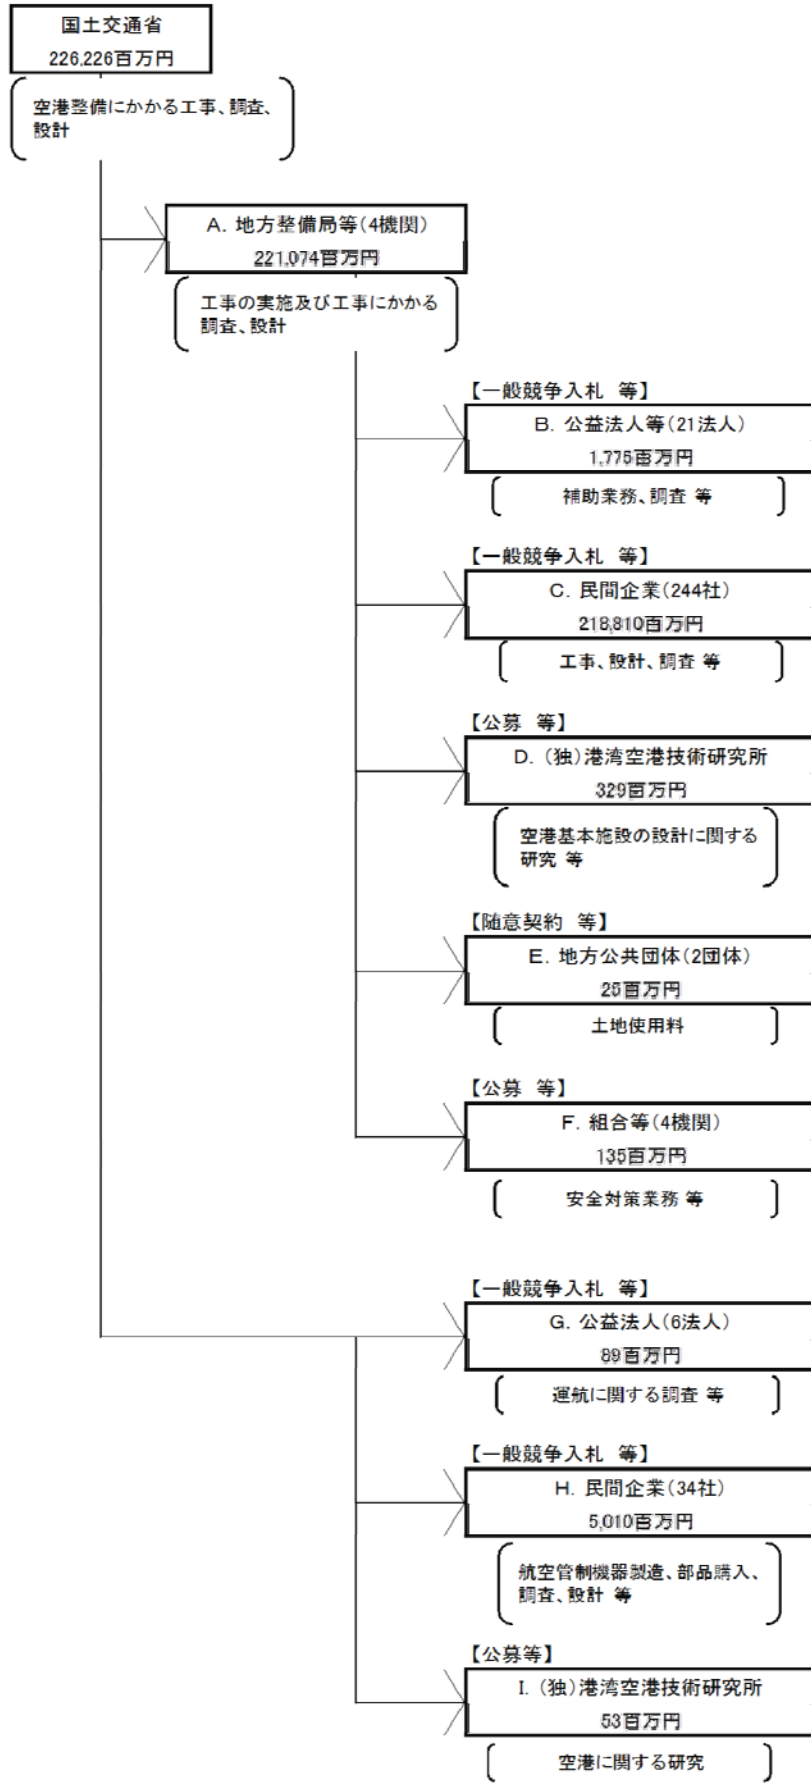 国土交通省
226,226百万円
空港整備にかかる工事、調査、
設計
A. 地方整備局等(4機関)
221,074百万円
工事の実施及び工事にかかる
調査、設計
【一般競争入札 等】
B. 公益法人等(21法人)
1,775百万円
補助業務、調査 等
【一般競争入札 等】
C. 民間企業(244社)
218,810百万円
工事、設計、調査 等
【公募 等】
D. (独)港湾空港技術研究所
329百万円
空港基本施設の設計に関する
研究 等
【随意契約 等】
E. 地方公共団体(2団体)
25百万円
土地使用料
【公募 等】
F. 組合等(4機関)
135百万円
安全対策業務 等
【一般競争入札 等】
G. 公益法人(6法人)
89百万円
運航に関する調査 等
【一般競争入札 等】
H. 民間企業(34社)
5,010百万円
航空管制機器製造、部品購入、
調査、設計 等
【公募等】
I. (独)港湾空港技術研究所
53百万円
空港に関する研究